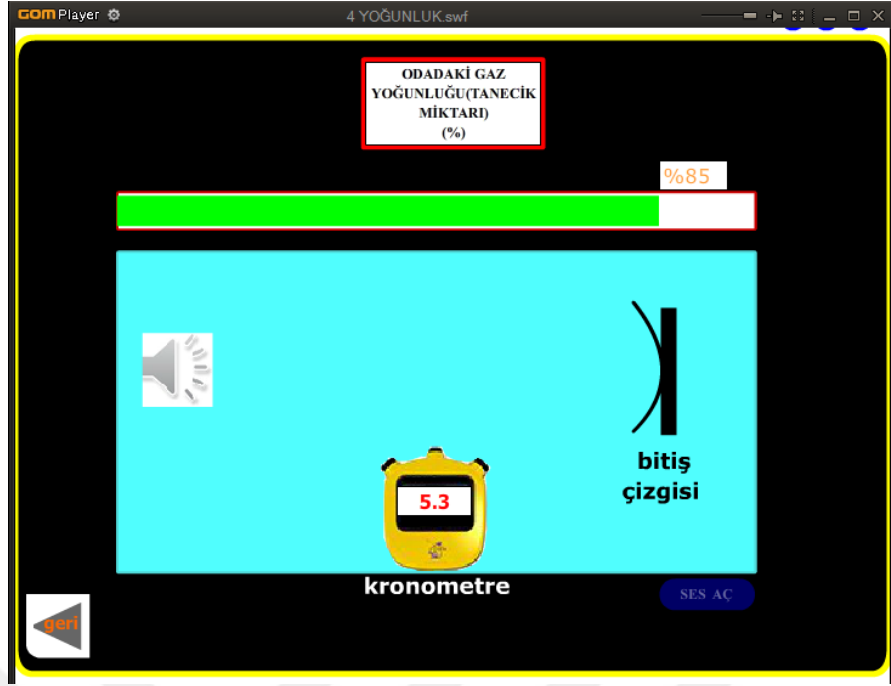 GOM Player
4 YOĞUNLUK.swf
ODADAKİ GAZ
YOĞUNLUĞU(TANECİK
MİKTARI)
(%)
%85
bitiş
çizgisi
5.3
kronometre
SES AÇ
geri